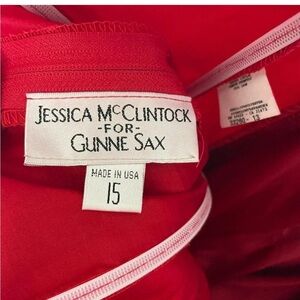 JESSICA MCCLINTOCK
-FOR-
GUNNE SAX
MADE IN USA
15